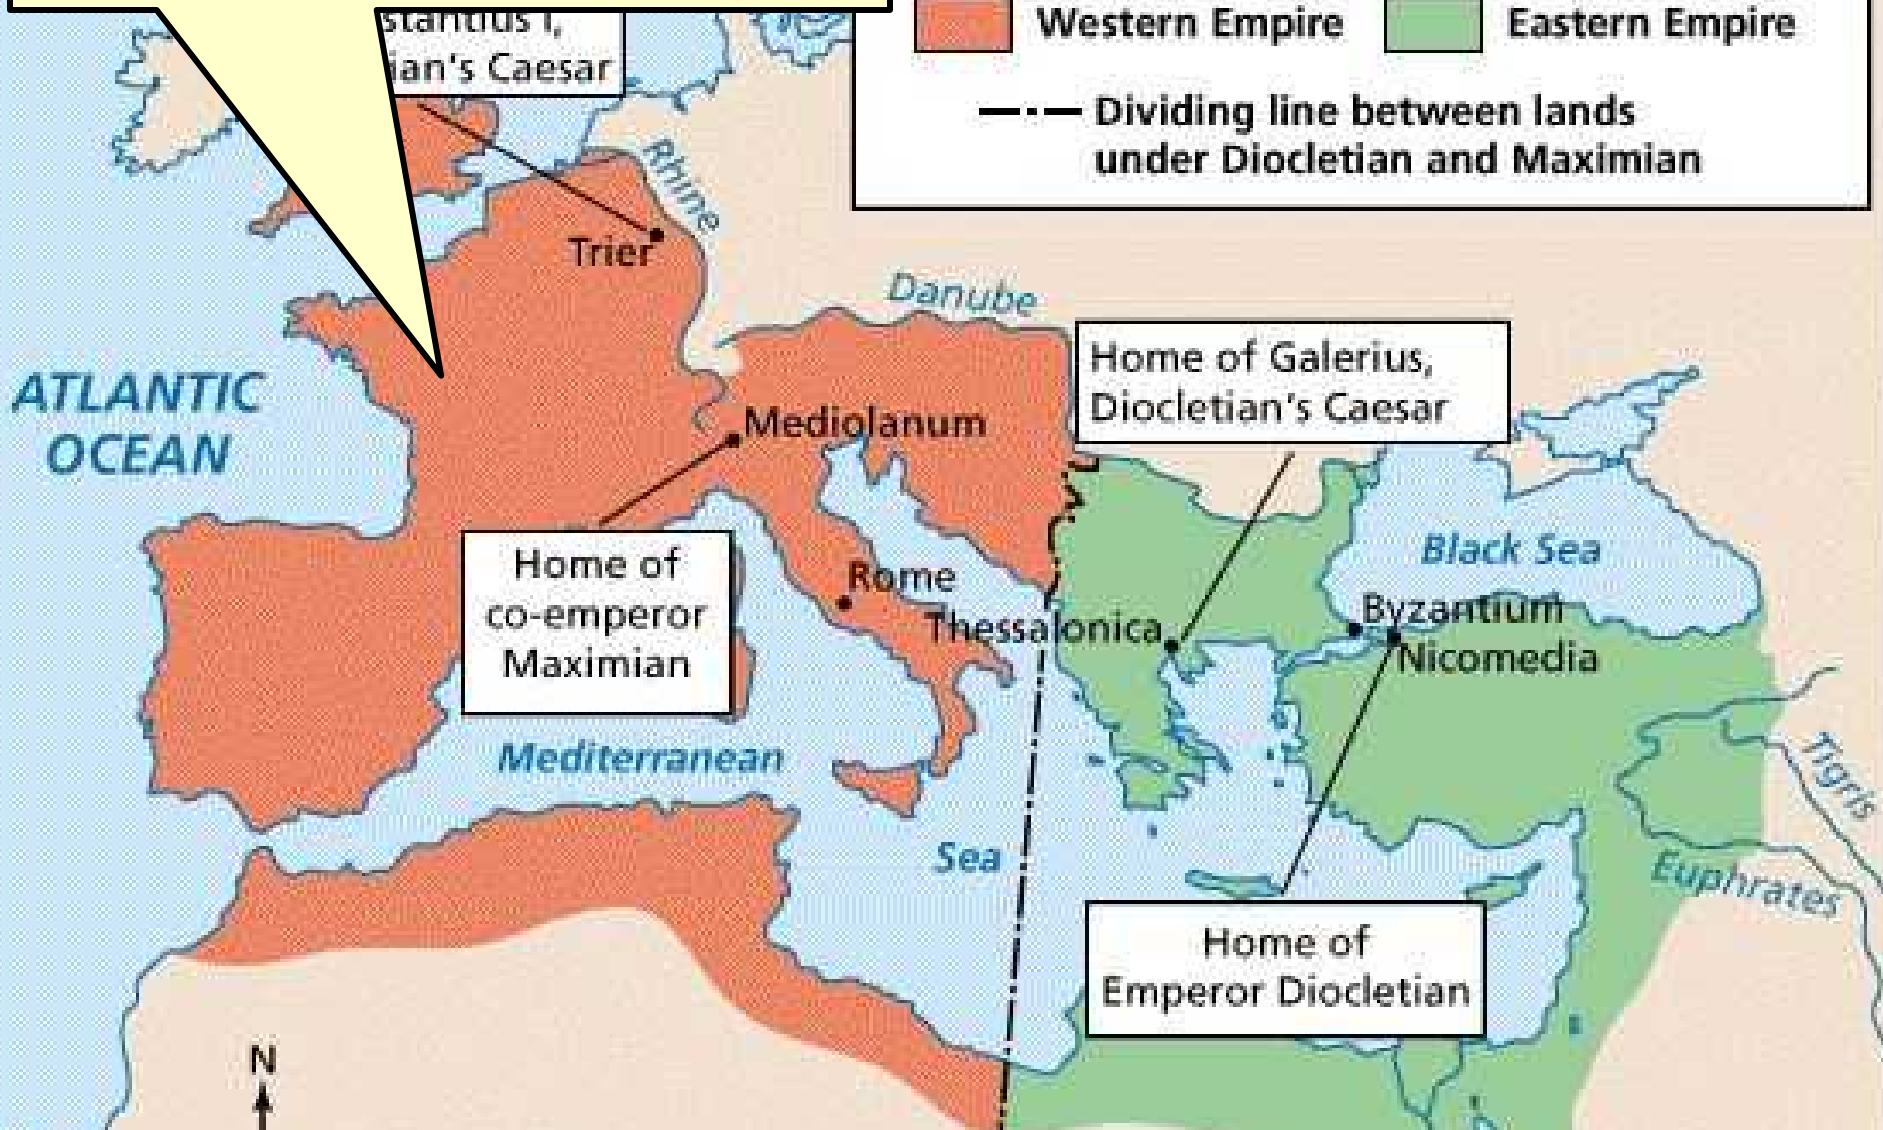 Western Empire
Eastern Empire
Dividing line between lands
under Diocletian and Maximian
ian's Caesar
Rhine
Trier
Danube
Home of Galerius,
Diocletian's Caesar
ATLANTIC
OCEAN
Mediolanum
Black Sea
Home of
co-emperor
Maximian
Rome
Thessalonica
Byzantium
Nicomedia
Mediterranean
Sea
Tigris
Euphrates
Home of
Emperor Diocletian
N